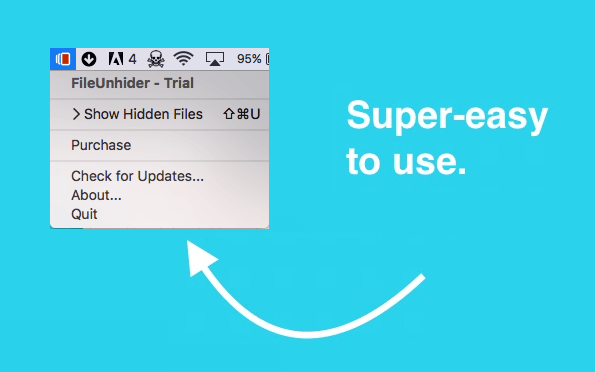 4 95%
FileUnhider - Trial
Show Hidden Files ⇧⌘U
Purchase
Check for Updates...
About...
Quit
Super-easy
to use.